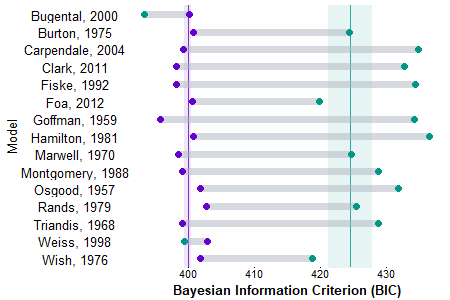 Bugental, 2000
Burton, 1975
Carpendale, 2004
Clark, 2011
Fiske, 1992
Foa, 2012
Goffman, 1959
Hamilton, 1981
Marwell, 1970
Montgomery, 1988
Osgood, 1957
Rands, 1979
Triandis, 1968
Weiss, 1998
Wish, 1976
Model
400 410 420 430
Bayesian Information Criterion (BIC)